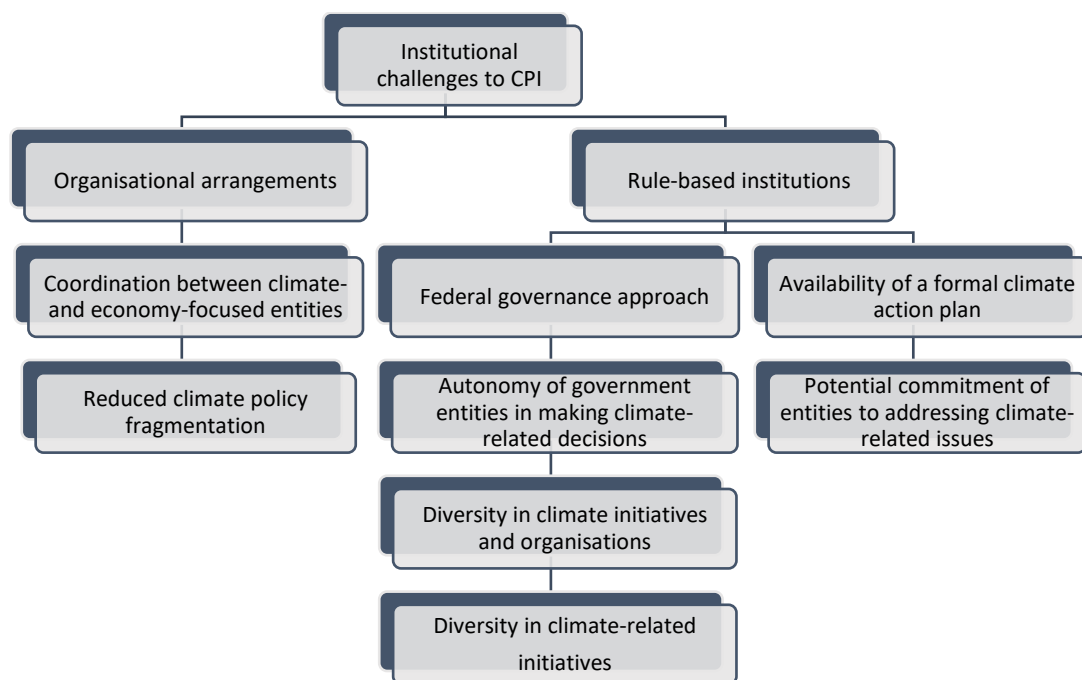 Institutional
challenges to CPI
Organisational arrangements
Rule-based institutions
Coordination between climate-
and economy-focused entities
Federal governance approach
Availability of a formal climate
action plan
Reduced climate policy
fragmentation
Autonomy of government
entities in making climate-
related decisions
Potential commitment of
entities to addressing climate-
related issues
Diversity in climate initiatives
and organisations
Diversity in climate-related
initiatives